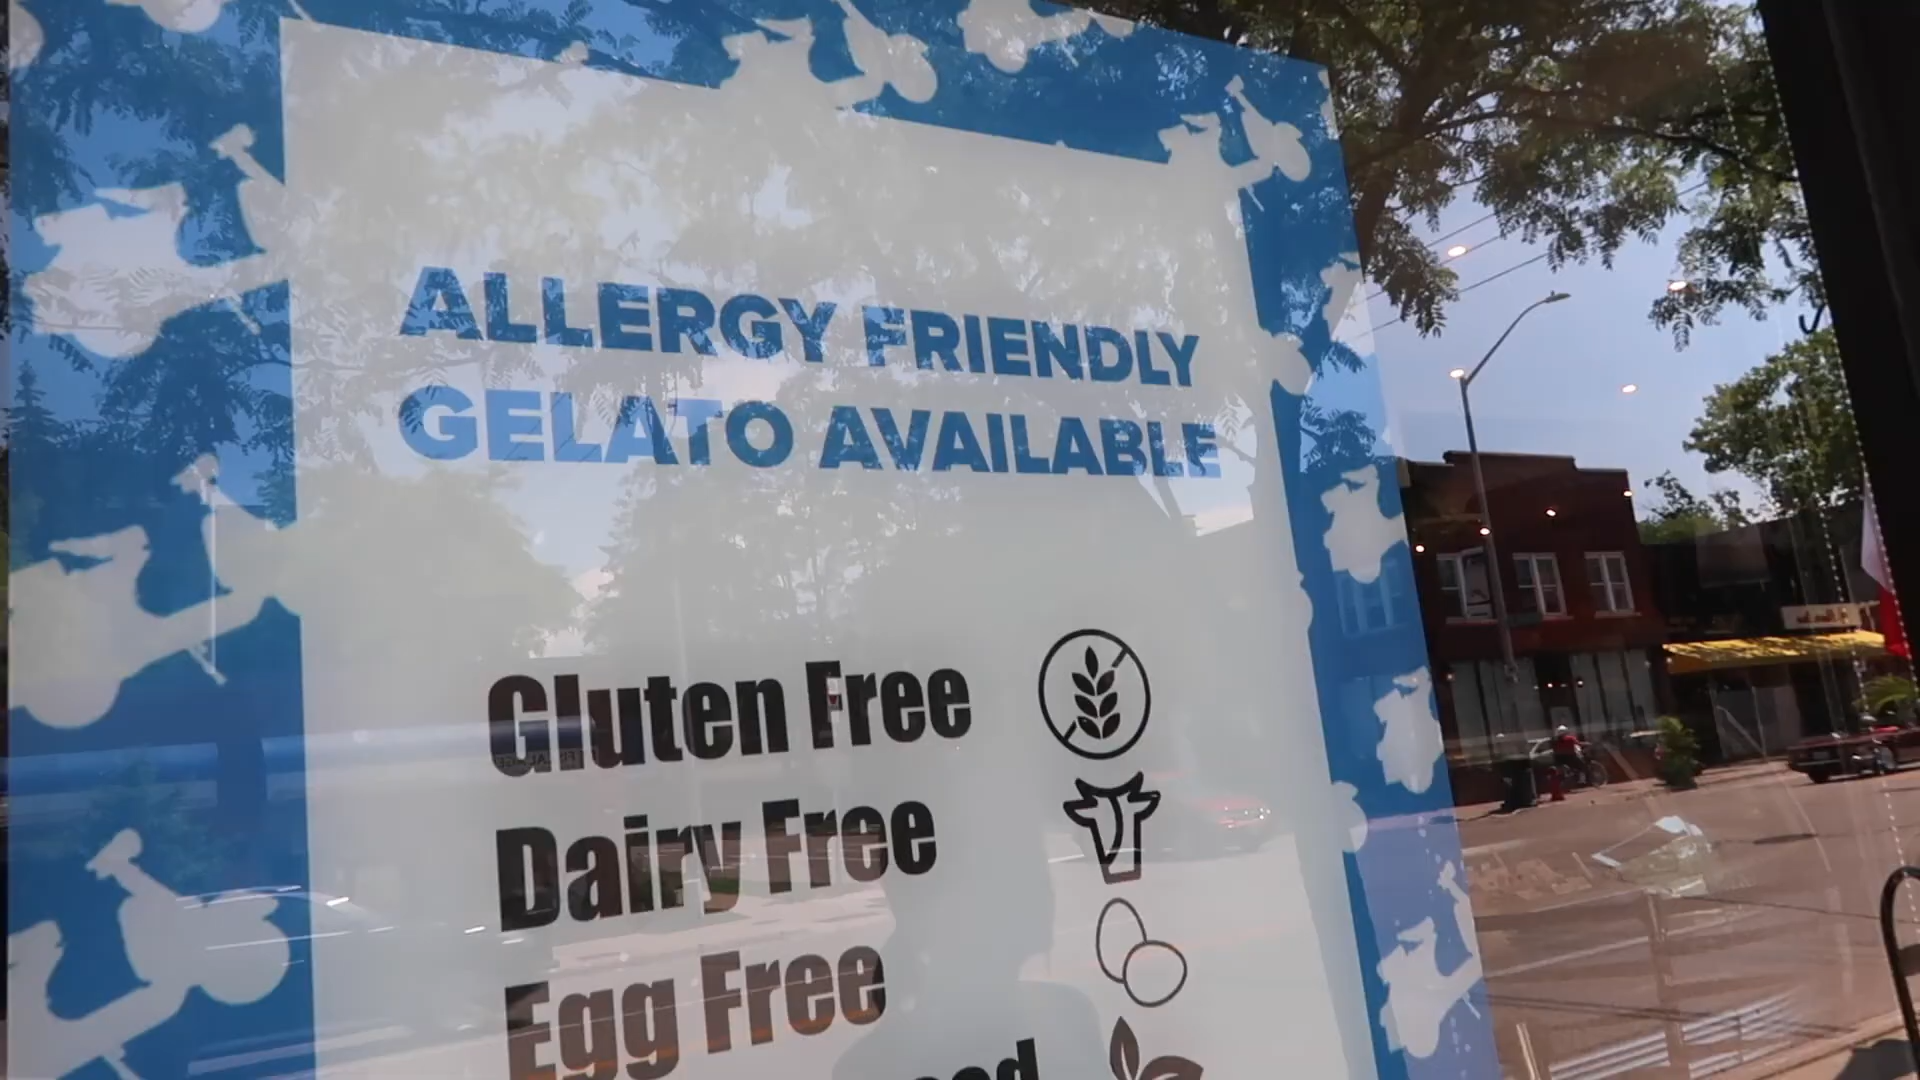 ALLERGY FRIENDLY
GELATO AVAILABLE
Gluten Free
Dairy Free
Egg Free